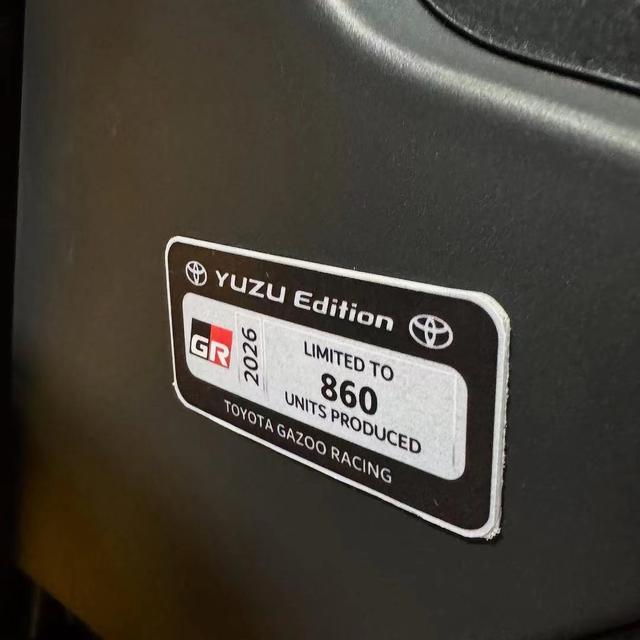 YUZU Edition
GR
2026
LIMITED TO
860
UNITS PRODUCED
TOYOTA GAZOO RACING